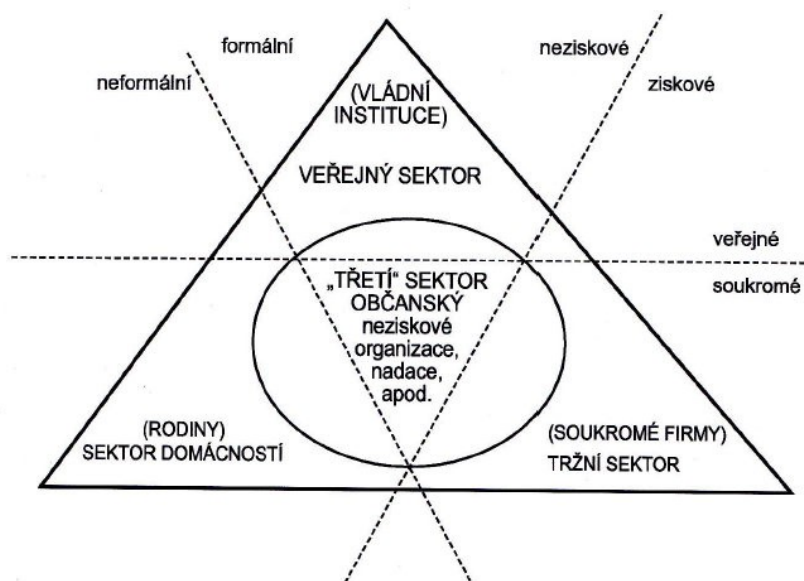 formální
neformální
neziskové
ziskové
(VLÁDNÍ
INSTITUCE)
VEŘEJNÝ SEKTOR
veřejné
soukromé
„TŘETÍ“ SEKTOR
OBČANSKÝ
neziskové
organizace,
nadace,
apod.
(RODINY)
SEKTOR DOMÁCNOSTÍ
(SOUKROMÉ FIRMY)
TRŽNÍ SEKTOR